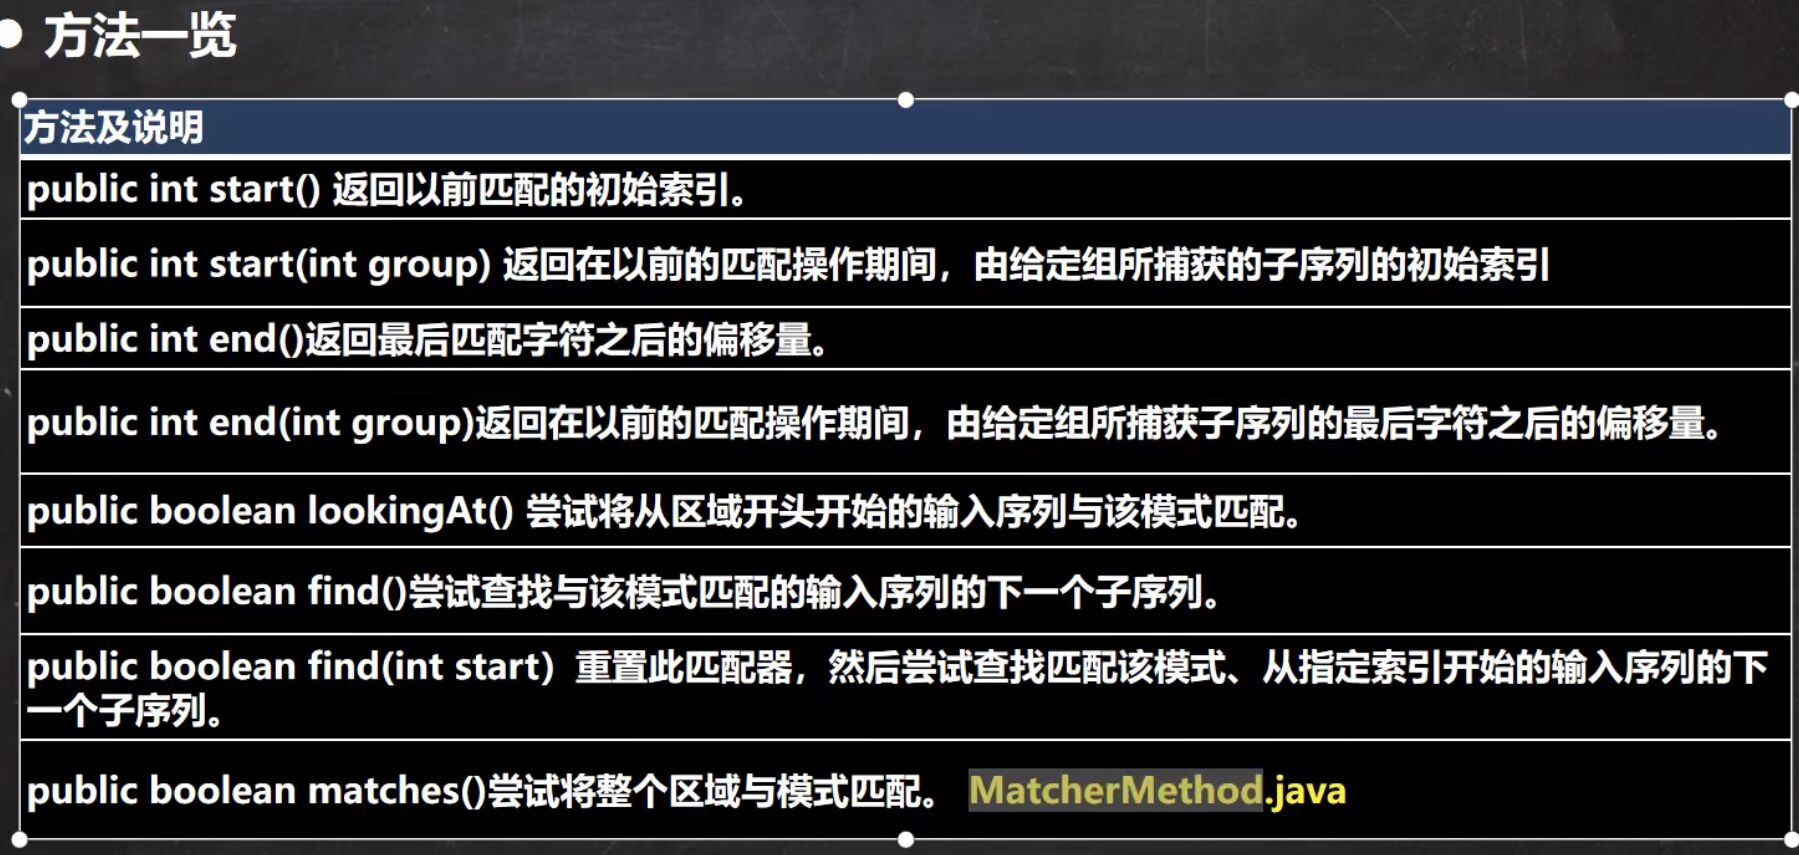 方法一览
方法及说明
public int start() 返回以前匹配的初始索引。
public int start(int group) 返回在以前的匹配操作期间，由给定组所捕获的子序列的初始索引
public int end()返回最后匹配字符之后的偏移量。
public int end(int group)返回在以前的匹配操作期间，由给定组所捕获子序列的最后字符之后的偏移量。
public boolean lookingAt() 尝试将从区域开头开始的输入序列与该模式匹配。
public boolean find()尝试查找与该模式匹配的输入序列的下一个子序列。
public boolean find(int start) 重置此匹配器，然后尝试查找匹配该模式、从指定索引开始的输入序列的下
一个子序列。
public boolean matches()尝试将整个区域与模式匹配。 MatcherMethod.java